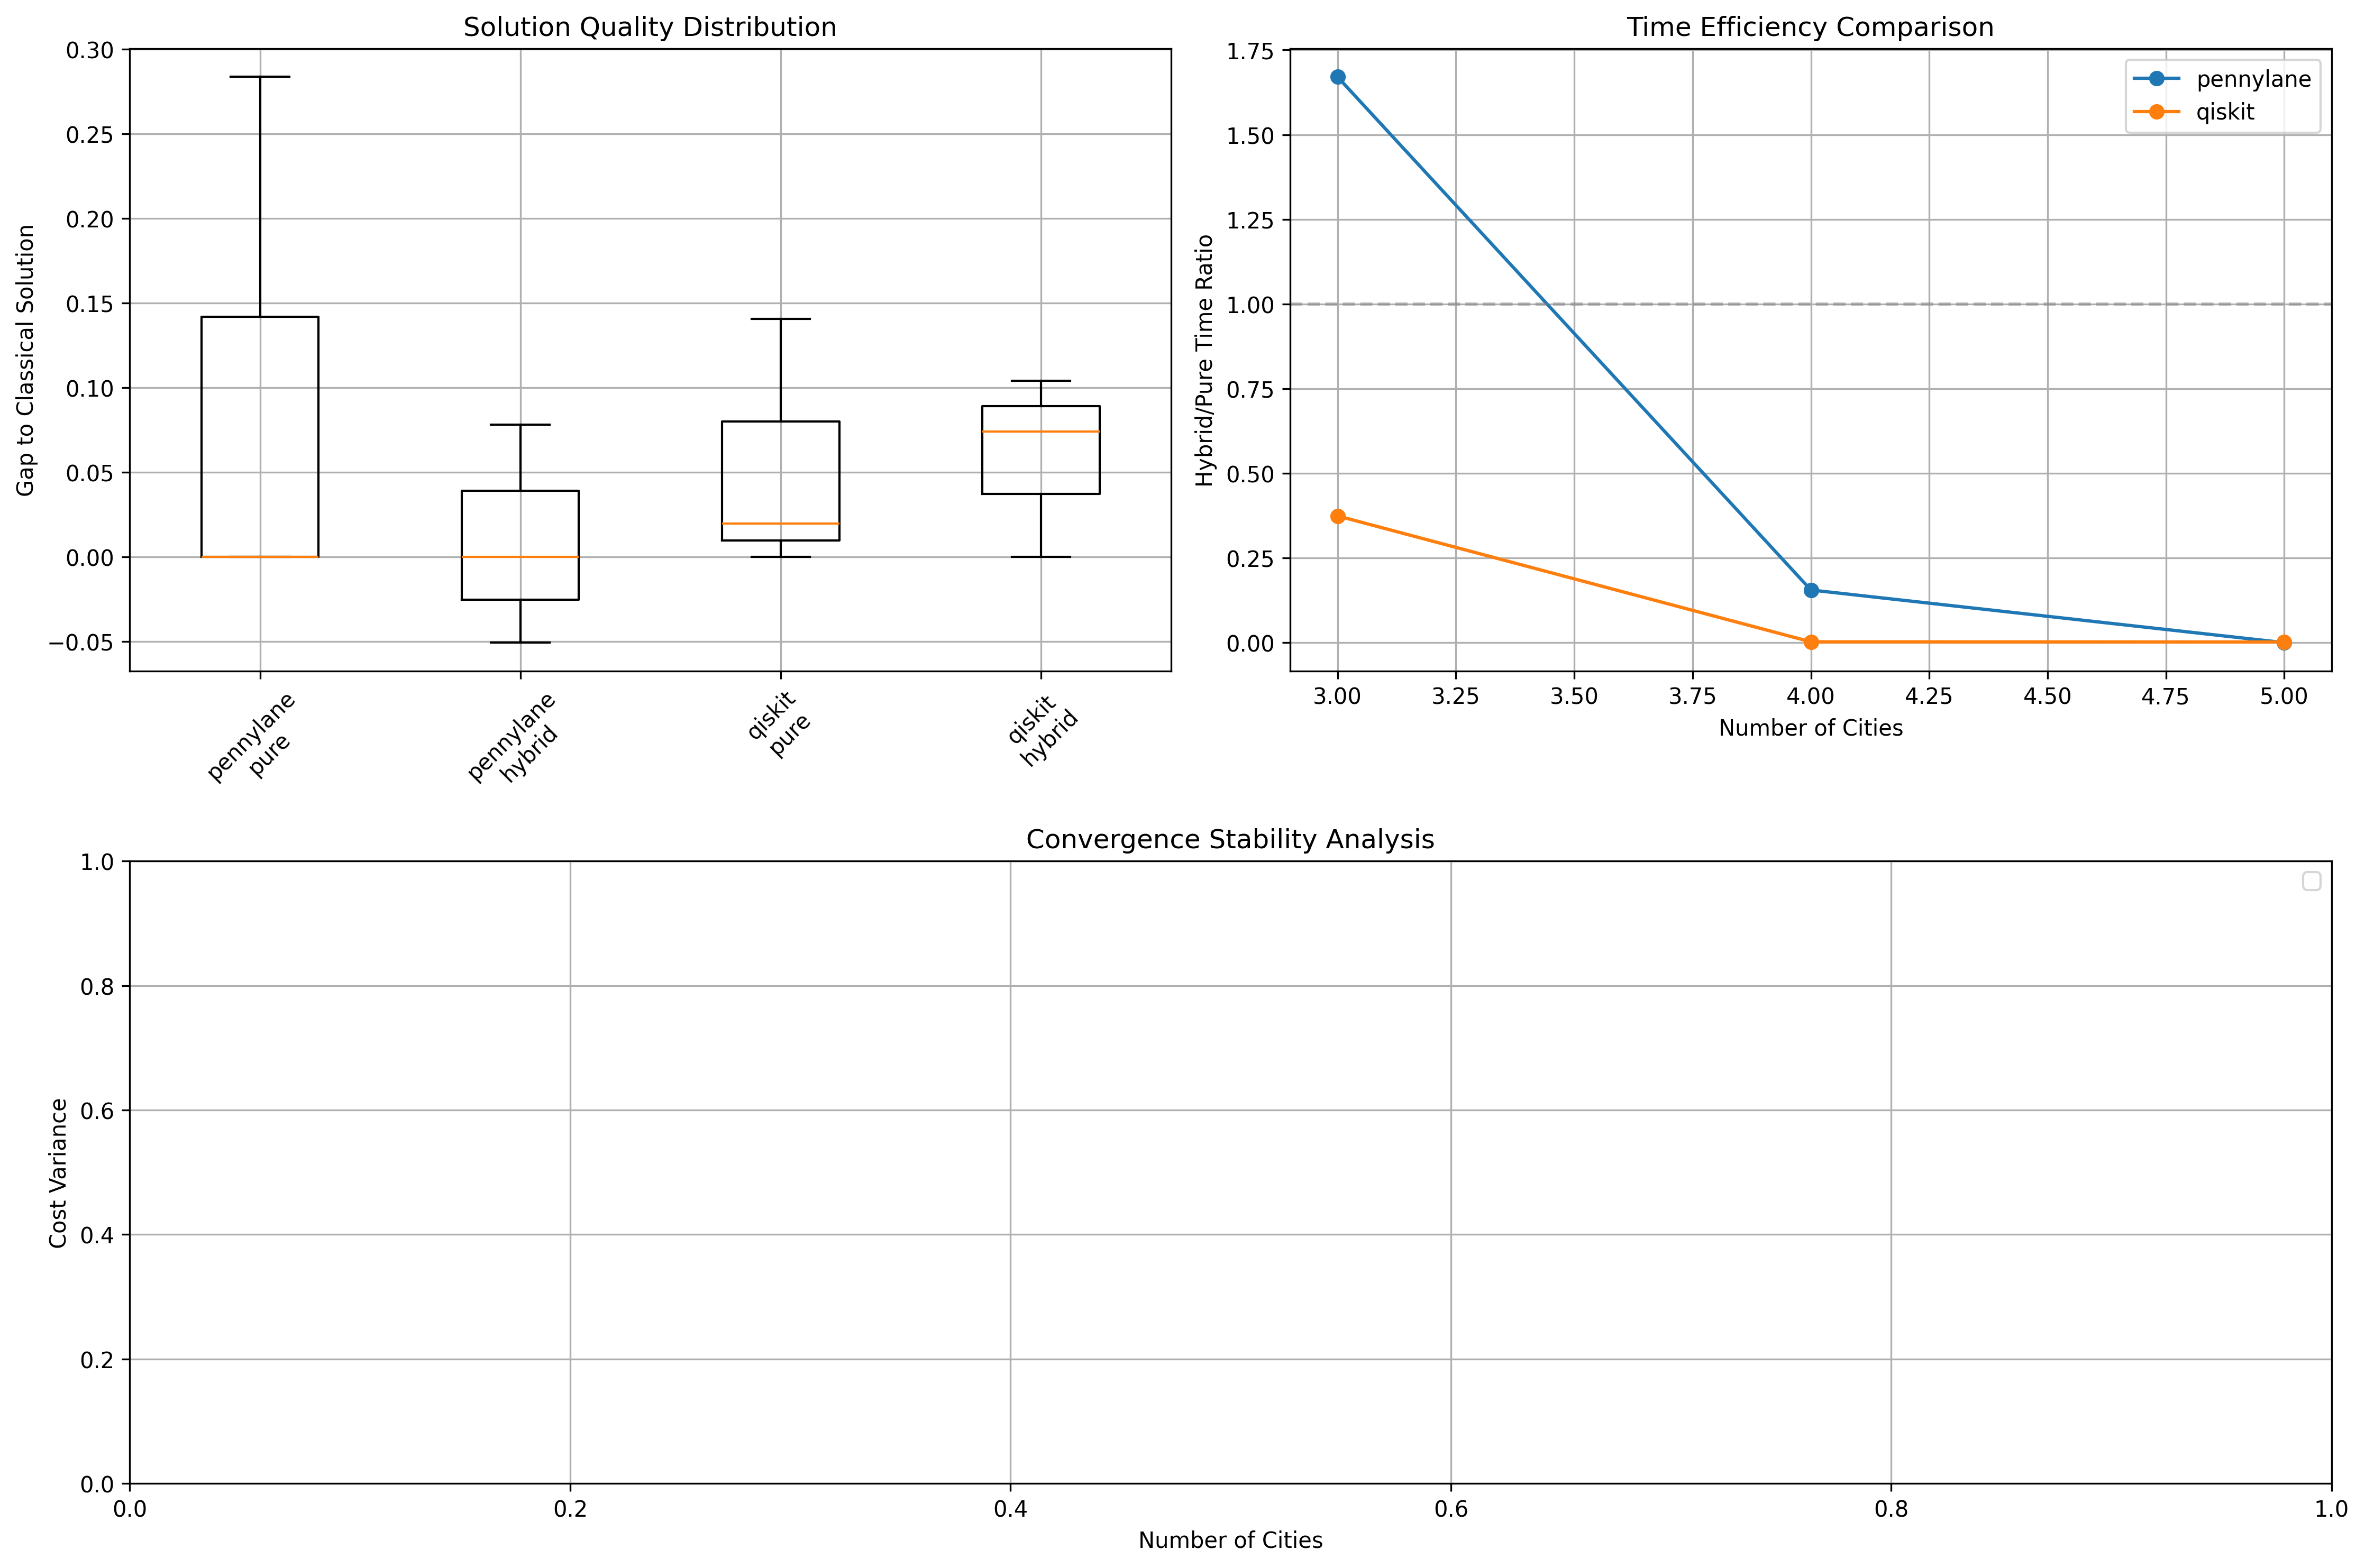 Solution Quality Distribution
Gap to Classical Solution
0.30
0.25
0.20
0.15
0.10
0.05
0.00
−0.05
pennylane
pure
pennylane
hybrid
qiskit
pure
qiskit
hybrid
Time Efficiency Comparison
Hybrid/Pure Time Ratio
1.75
1.50
1.25
1.00
0.75
0.50
0.25
0.00
pennylane
qiskit
3.00 3.25 3.50 3.75 4.00 4.25 4.50 4.75 5.00
Number of Cities
Convergence Stability Analysis
Cost Variance
1.0
0.8
0.6
0.4
0.2
0.0
0.0 0.2 0.4 0.6 0.8 1.0
Number of Cities